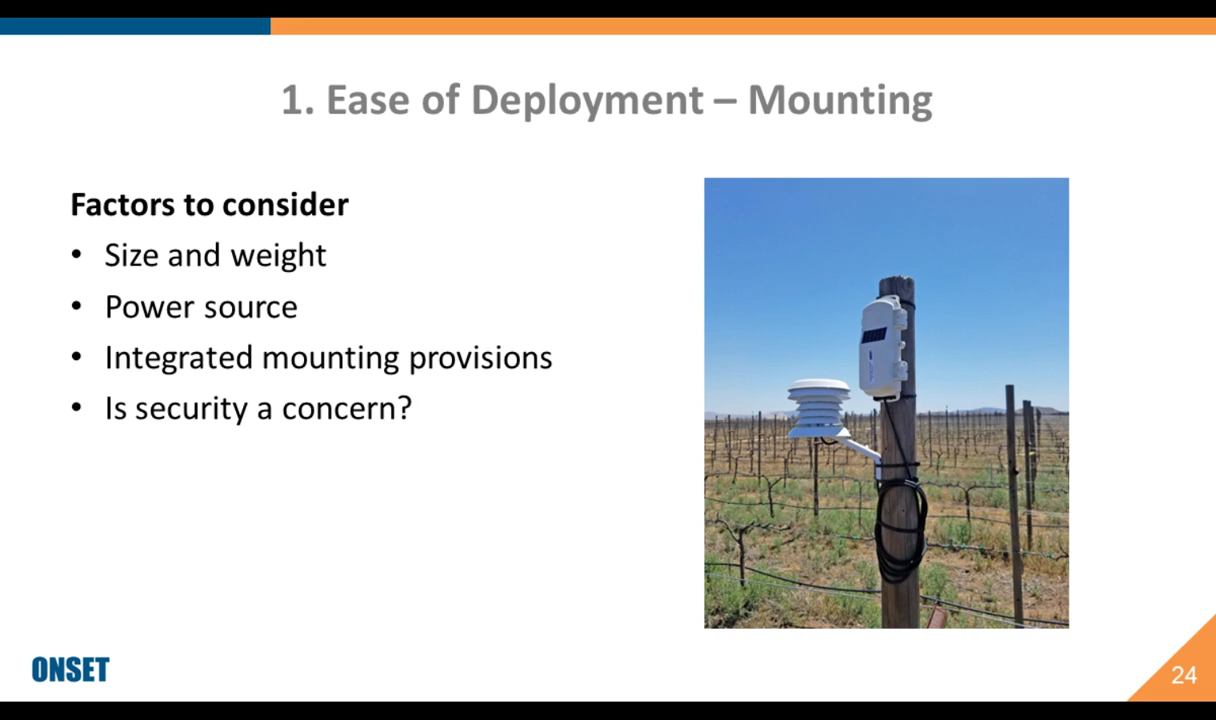 1. Ease of Deployment – Mounting
Factors to consider
• Size and weight
• Power source
• Integrated mounting provisions
• Is security a concern?
ONSET
24